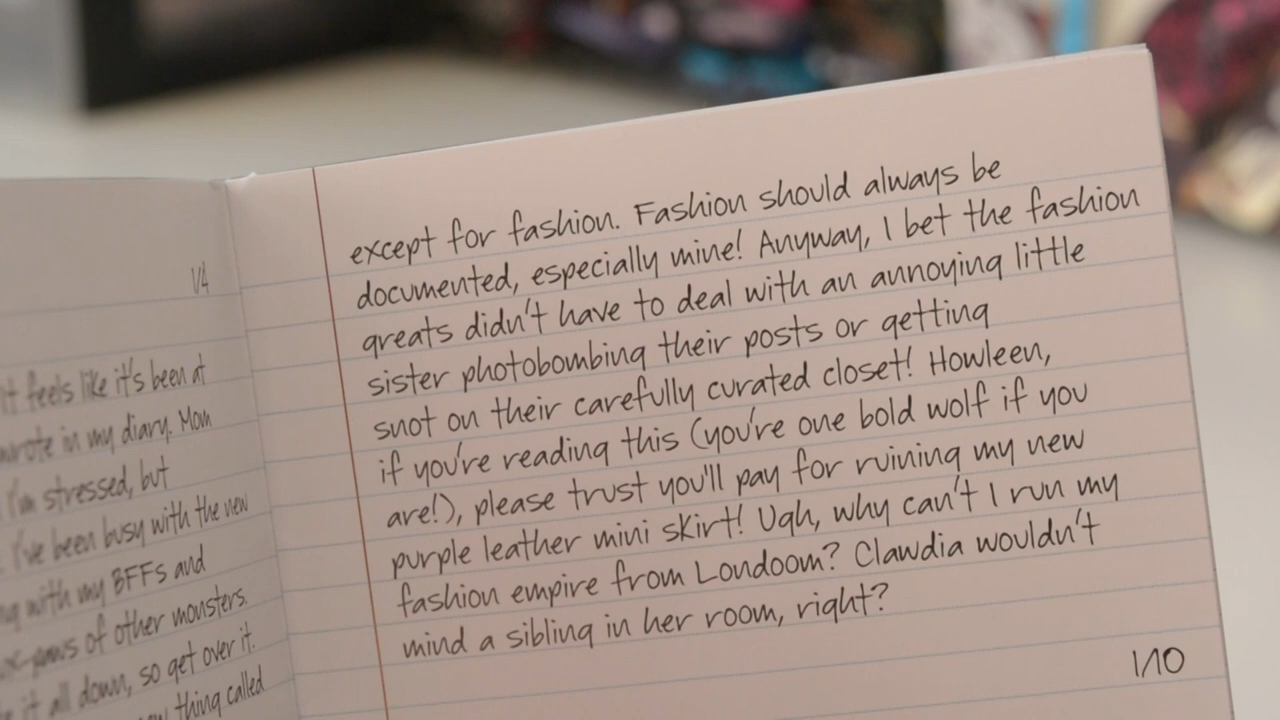 1/4
It feels like it's been at
wrote in my diary. Mom
I'm stressed, but
. I've been busy with the new
ng with my BFFs and
ux-paws of other monsters.
e it all down, so get over it.
thing called
except for fashion. Fashion should always be
documented, especially mine! Anyway, I bet the fashion
greats didn't have to deal with an annoying little
sister photobombing their posts or getting
snot on their carefully curated closet! Howleen,
if you're reading this (you're one bold wolf if you
are!), please trust you'll pay for ruining my new
purple leather mini skirt! Ugh, why can't I run my
fashion empire from Londoom? Clawdia wouldn't
mind a sibling in her room, right?
1/10